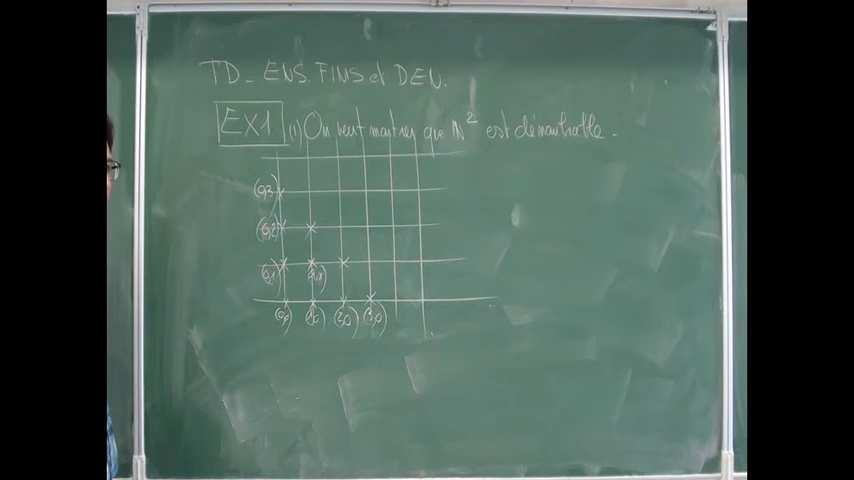 TD_ ENS. FINIS et DEN.
EX1 (1) On veut montrer que ℕ² est dénombrable.
(0,3)
(0,2)
(0,1) (1,1)
(0,0) (1,0) (2,0) (3,0)